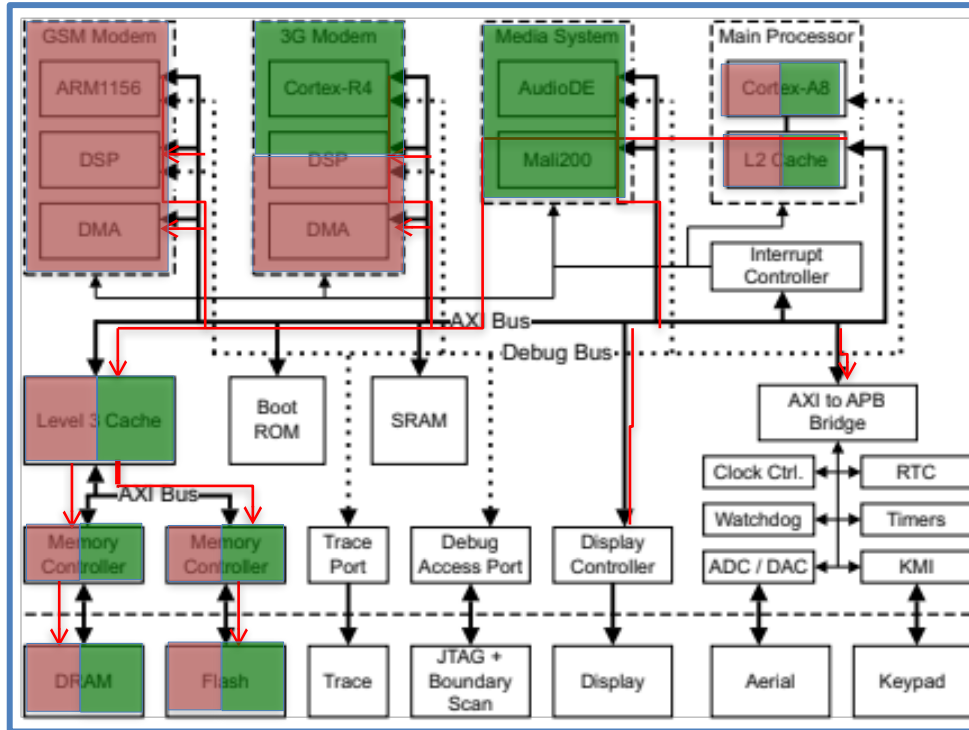 GSM Modem
ARM1156
DSP
DMA
3G Modem
Cortex-R4
DSP
DMA
Media System
AudioDE
Mali200
Main Processor
Cortex-A8
L2 Cache
Interrupt
Controller
AXI Bus
Debug Bus
Level 3 Cache
Boot
ROM
SRAM
AXI to APB
Bridge
Clock Ctrl.
RTC
AXI Bus
Watchdog
Timers
Memory
Controller
Memory
Controller
Trace
Port
Debug
Access Port
Display
Controller
ADC / DAC
KMI
DRAM
Flash
Trace
JTAG +
Boundary
Scan
Display
Aerial
Keypad